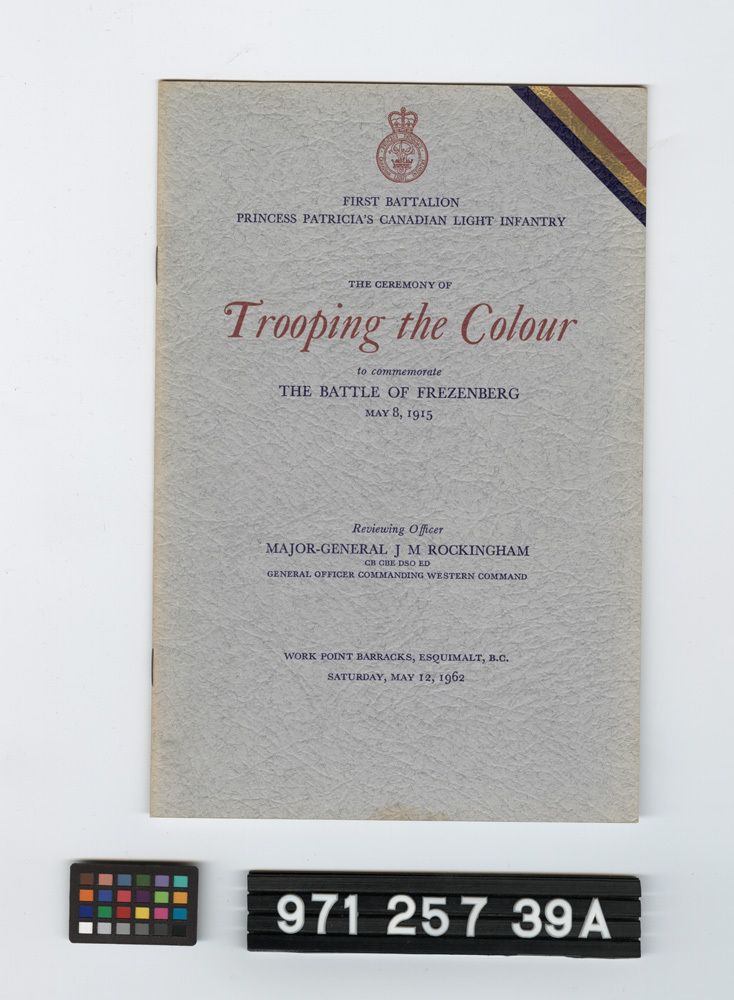 FIRST BATTALION
PRINCESS PATRICIA'S CANADIAN LIGHT INFANTRY
THE CEREMONY OF
Trooping the Colour
to commemorate
THE BATTLE OF FREZENBERG
MAY 8, 1915
Reviewing Officer
MAJOR-GENERAL J M ROCKINGHAM
CB CBE DSO ED
GENERAL OFFICER COMMANDING WESTERN COMMAND
WORK POINT BARRACKS, ESQUIMALT, B.C.
SATURDAY, MAY 12, 1962
971 257 39A